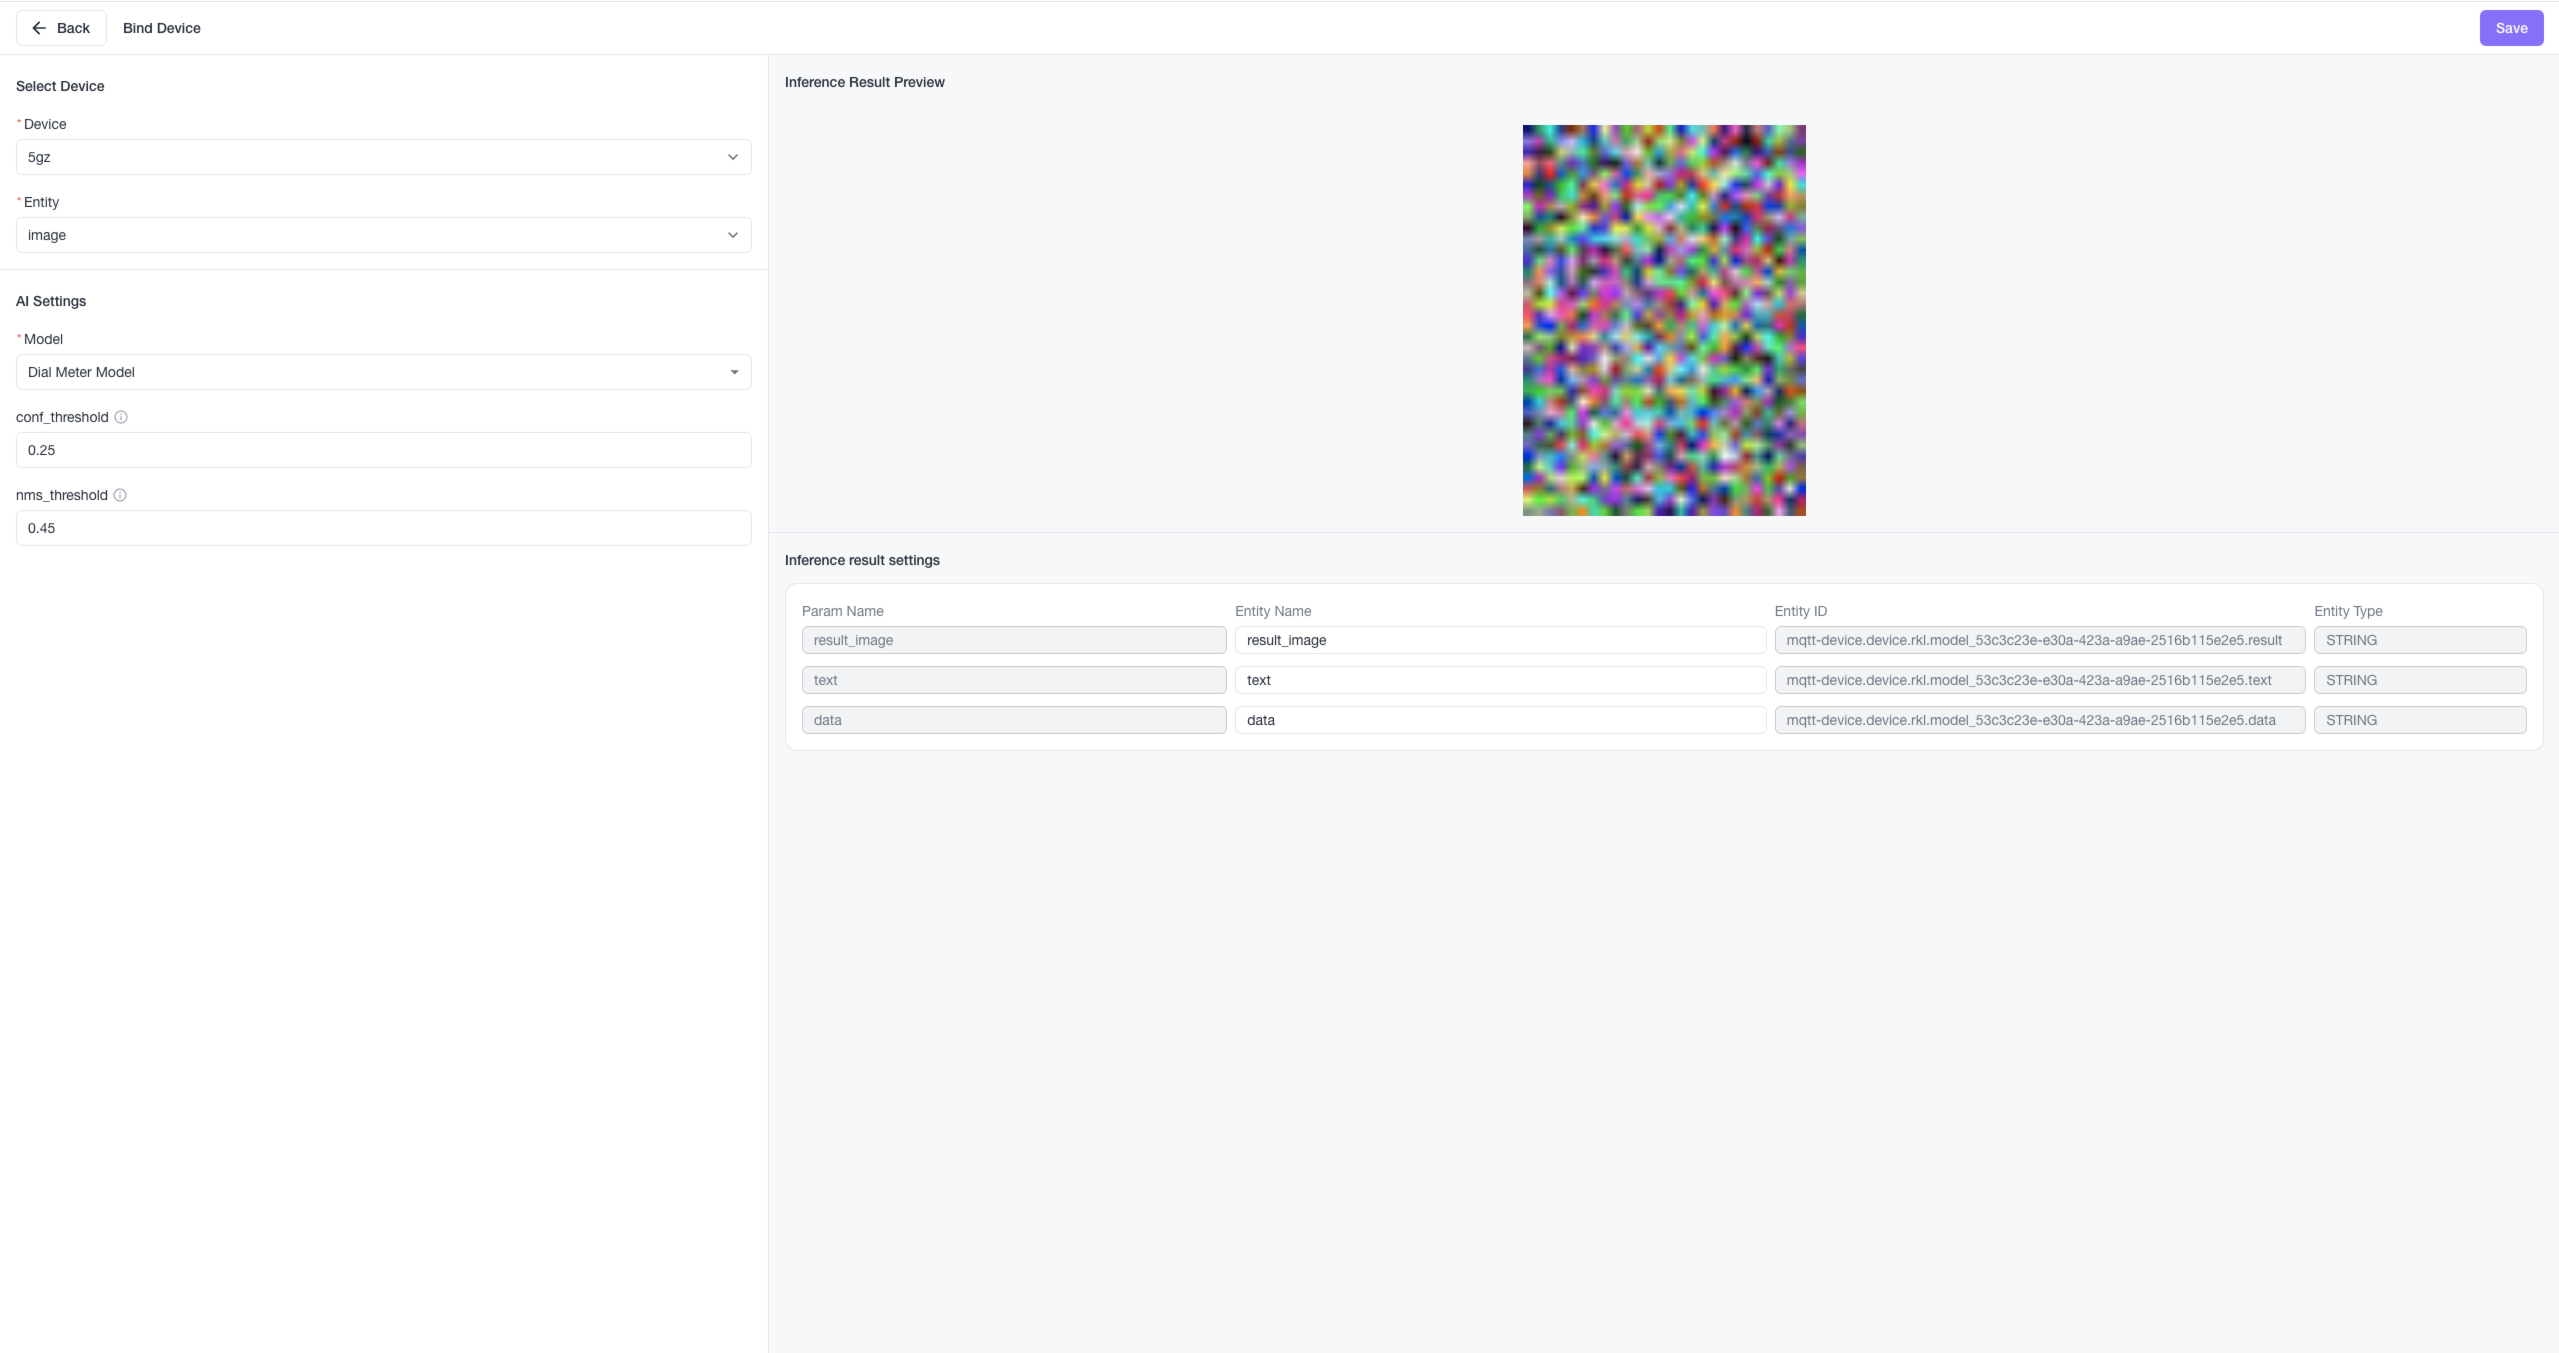 Back Bind Device Save
Select Device
* Device
5gz
* Entity
image
AI Settings
* Model
Dial Meter Model
conf_threshold
0.25
nms_threshold
0.45
Inference Result Preview
Inference result settings
Param Name Entity Name Entity ID Entity Type
result_image result_image mqtt-device.device.rkl.model_53c3c23e-e30a-423a-a9ae-2516b115e2e5.result STRING
text text mqtt-device.device.rkl.model_53c3c23e-e30a-423a-a9ae-2516b115e2e5.text STRING
data data mqtt-device.device.rkl.model_53c3c23e-e30a-423a-a9ae-2516b115e2e5.data STRING